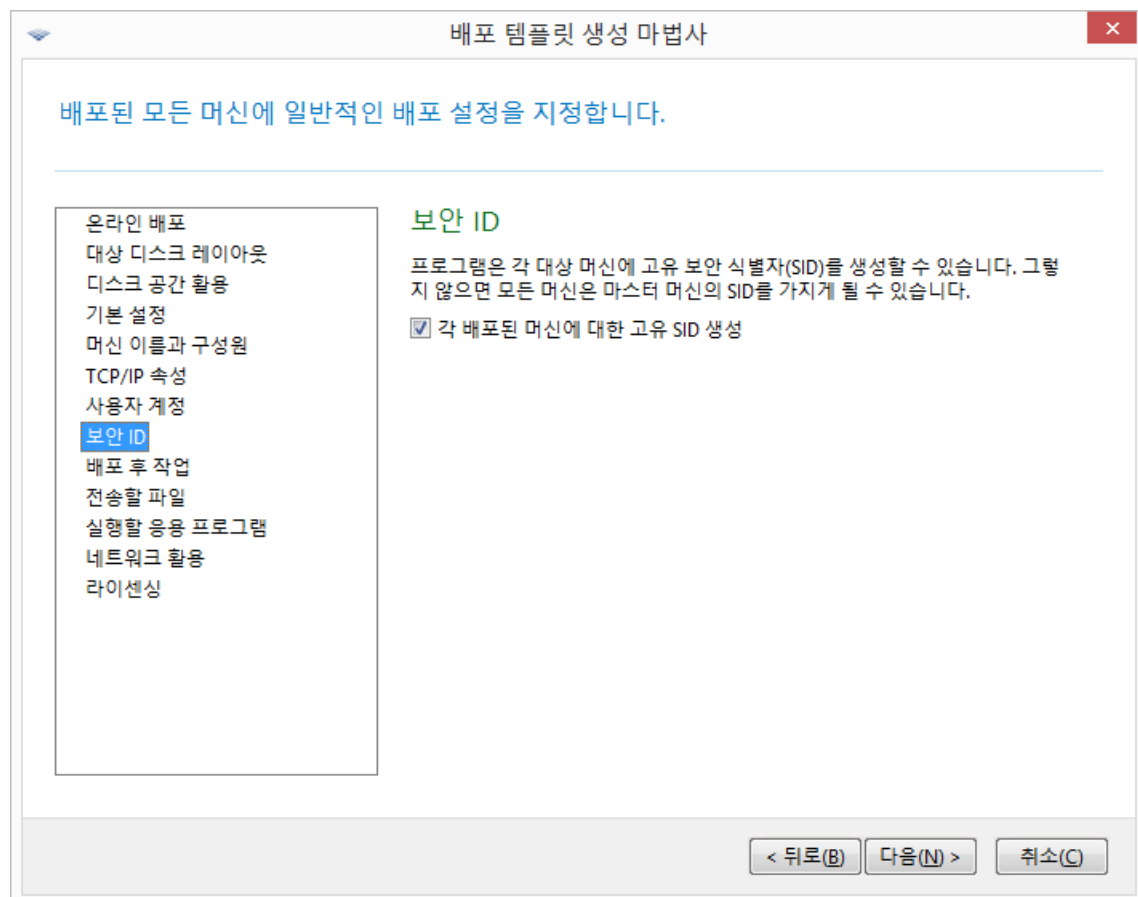 배포 템플릿 생성 마법사
배포된 모든 머신에 일반적인 배포 설정을 지정합니다.
온라인 배포
대상 디스크 레이아웃
디스크 공간 활용
기본 설정
머신 이름과 구성원
TCP/IP 속성
사용자 계정
보안 ID
배포 후 작업
전송할 파일
실행할 응용 프로그램
네트워크 활용
라이센싱
보안 ID
프로그램은 각 대상 머신에 고유 보안 식별자(SID)를 생성할 수 있습니다. 그렇
지 않으면 모든 머신은 마스터 머신의 SID를 가지게 될 수 있습니다.
각 배포된 머신에 대한 고유 SID 생성
< 뒤로(B)
다음(N) >
취소(C)